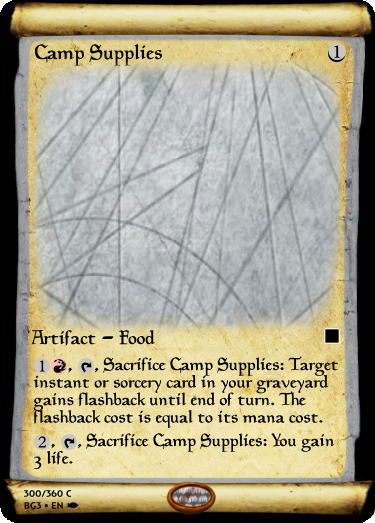 Camp Supplies 1
Artifact – Food
1 , , Sacrifice Camp Supplies: Target
instant or sorcery card in your graveyard
gains flashback until end of turn. The
flashback cost is equal to its mana cost.
2 , , Sacrifice Camp Supplies: You gain
3 life.
300/360 C
BG3 • EN